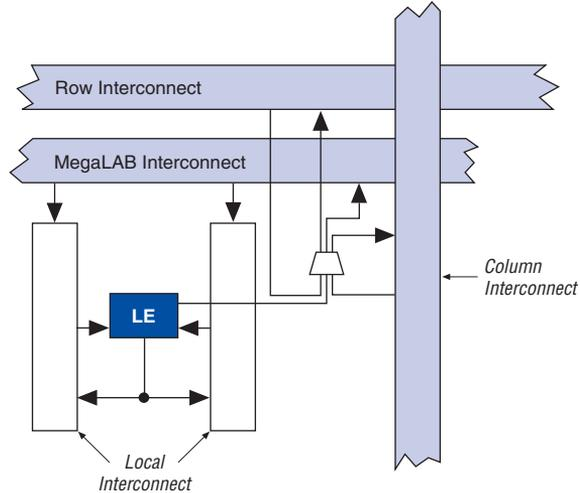 Row Interconnect
MegaLAB Interconnect
LE
Column
Interconnect
Local
Interconnect